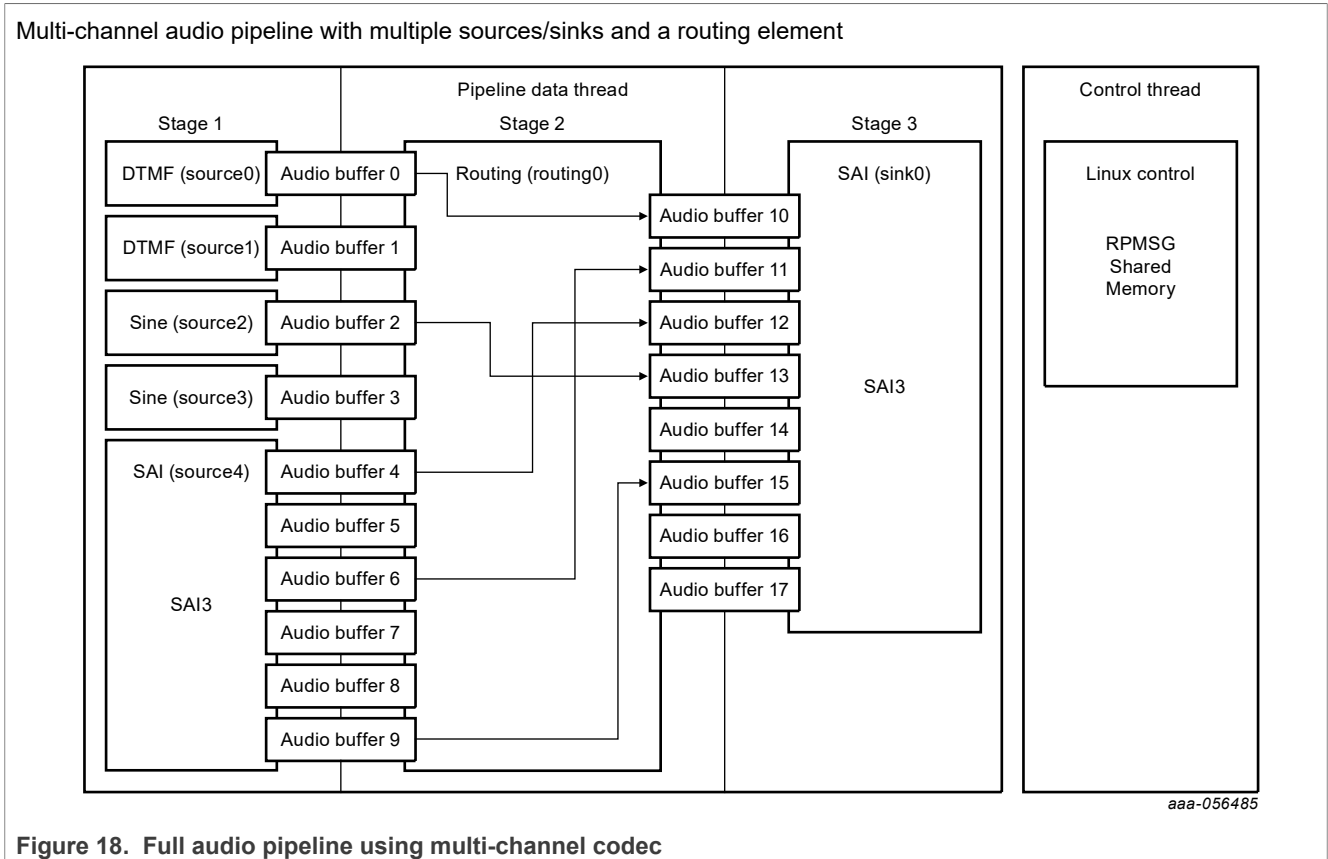 Multi-channel audio pipeline with multiple sources/sinks and a routing element
Pipeline data thread
Control thread
Stage 1
Stage 2
Stage 3
DTMF (source0)
Audio buffer 0
Routing (routing0)
SAI (sink0)
Linux control
Audio buffer 10
DTMF (source1)
Audio buffer 1
RPMSG
Shared
Memory
Audio buffer 11
Sine (source2)
Audio buffer 2
Audio buffer 12
Audio buffer 13
SAI3
Sine (source3)
Audio buffer 3
Audio buffer 14
SAI (source4)
Audio buffer 4
Audio buffer 15
Audio buffer 5
Audio buffer 16
Audio buffer 6
Audio buffer 17
SAI3
Audio buffer 7
Audio buffer 8
Audio buffer 9
aaa-056485
Figure 18. Full audio pipeline using multi-channel codec